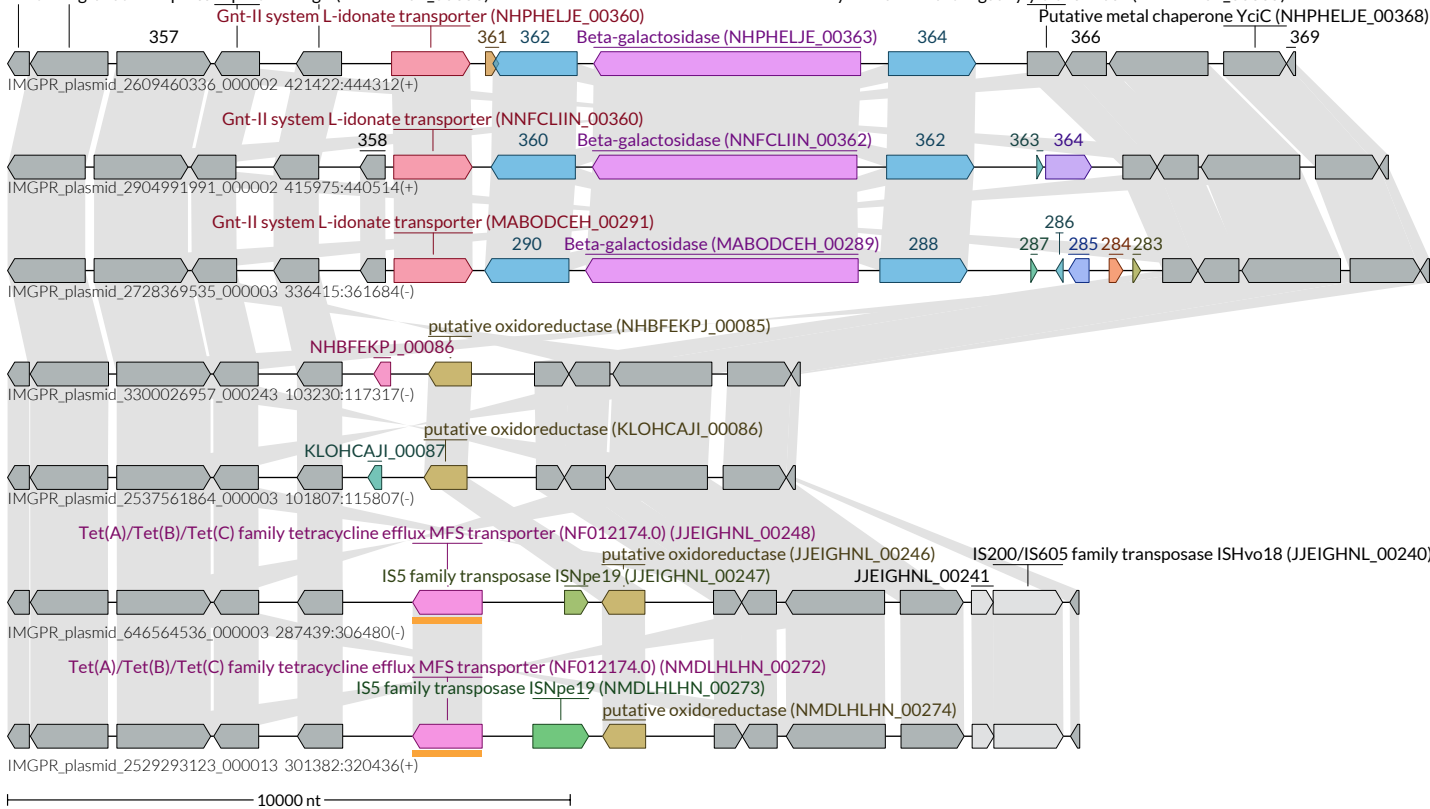 Gnt-II system L-idonate transporter (NHPHELJE_00360)
Putative metal chaperone YciC (NHPHELJE_00368)
357
361
362
Beta-galactosidase (NHPHELJE_00363)
364
366
369
IMGPR_plasmid_2609460336_000002 421422:444312(+)
Gnt-II system L-idonate transporter (NNFCLIIN_00360)
358
360
Beta-galactosidase (NNFCLIIN_00362)
362
363
364
IMGPR_plasmid_2904991991_000002 415975:440514(+)
Gnt-II system L-idonate transporter (MABODCEH_00291)
286
290
Beta-galactosidase (MABODCEH_00289)
288
287
285
284
283
IMGPR_plasmid_2728369535_000003 336415:361684(-)
putative oxidoreductase (NHBFEKPJ_00085)
NHBFEKPJ_00086
IMGPR_plasmid_3300026957_000243 103230:117317(-)
putative oxidoreductase (KLOHCAJI_00086)
KLOHCAJI_00087
IMGPR_plasmid_2537561864_000003 101807:115807(-)
Tet(A)/Tet(B)/Tet(C) family tetracycline efflux MFS transporter (NF012174.0) (JJEIGHNL_00248)
putative oxidoreductase (JJEIGHNL_00246)
IS200/IS605 family transposase ISHvo18 (JJEIGHNL_00240)
IS5 family transposase ISNpe19 (JJEIGHNL_00247)
JJEIGHNL_00241
IMGPR_plasmid_646564536_000003 287439:306480(-)
Tet(A)/Tet(B)/Tet(C) family tetracycline efflux MFS transporter (NF012174.0) (NMDLHLHN_00272)
IS5 family transposase ISNpe19 (NMDLHLHN_00273)
putative oxidoreductase (NMDLHLHN_00274)
IMGPR_plasmid_2529293123_000013 301382:320436(+)
10000 nt